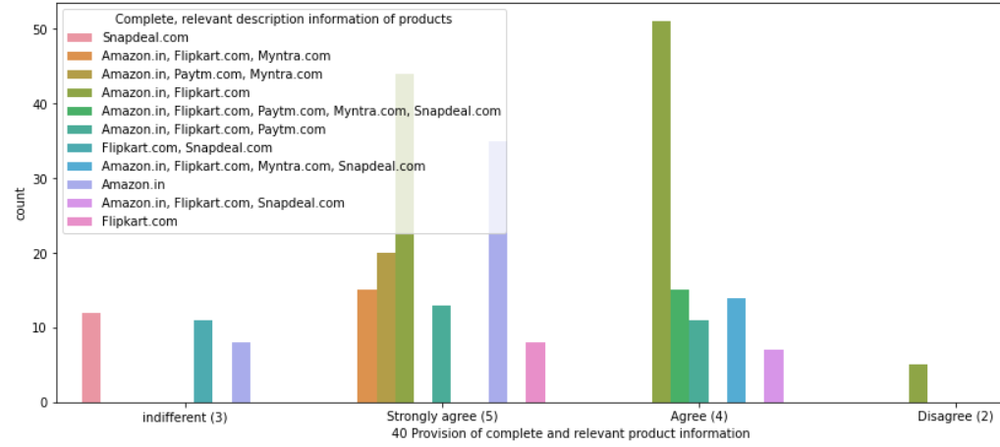 Complete, relevant description information of products
Snapdeal.com
Amazon.in, Flipkart.com, Myntra.com
Amazon.in, Paytm.com, Myntra.com
Amazon.in, Flipkart.com
Amazon.in, Flipkart.com, Paytm.com, Myntra.com, Snapdeal.com
Amazon.in, Flipkart.com, Paytm.com
Flipkart.com, Snapdeal.com
Amazon.in, Flipkart.com, Myntra.com, Snapdeal.com
Amazon.in
Amazon.in, Flipkart.com, Snapdeal.com
Flipkart.com
50
40
30
20
10
0
count
indifferent (3)
Strongly agree (5)
Agree (4)
Disagree (2)
40 Provision of complete and relevant product information